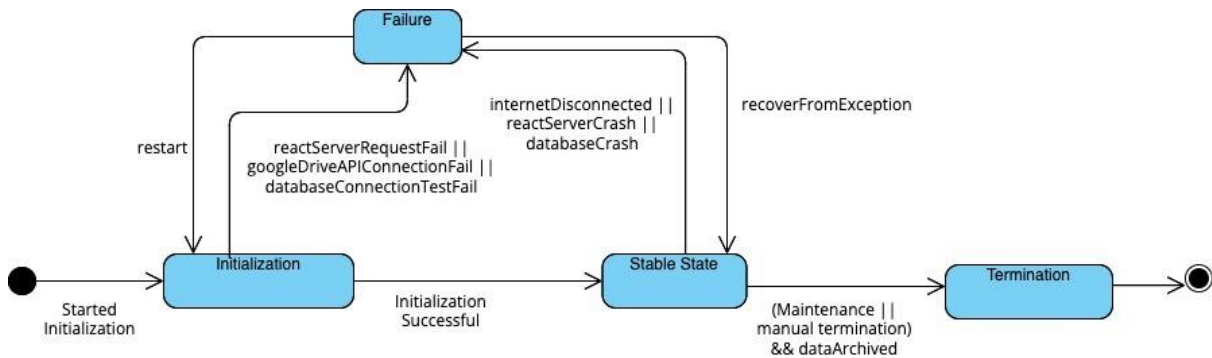 Failure
internetDisconnected ||
reactServerCrash ||
databaseCrash
recoverFromException
restart
reactServerRequestFail ||
googleDriveAPIConnectionFail ||
databaseConnectionTestFail
Initialization
Stable State
Termination
Started
Initialization
Initialization
Successful
(Maintenance ||
manual termination)
&& dataArchived